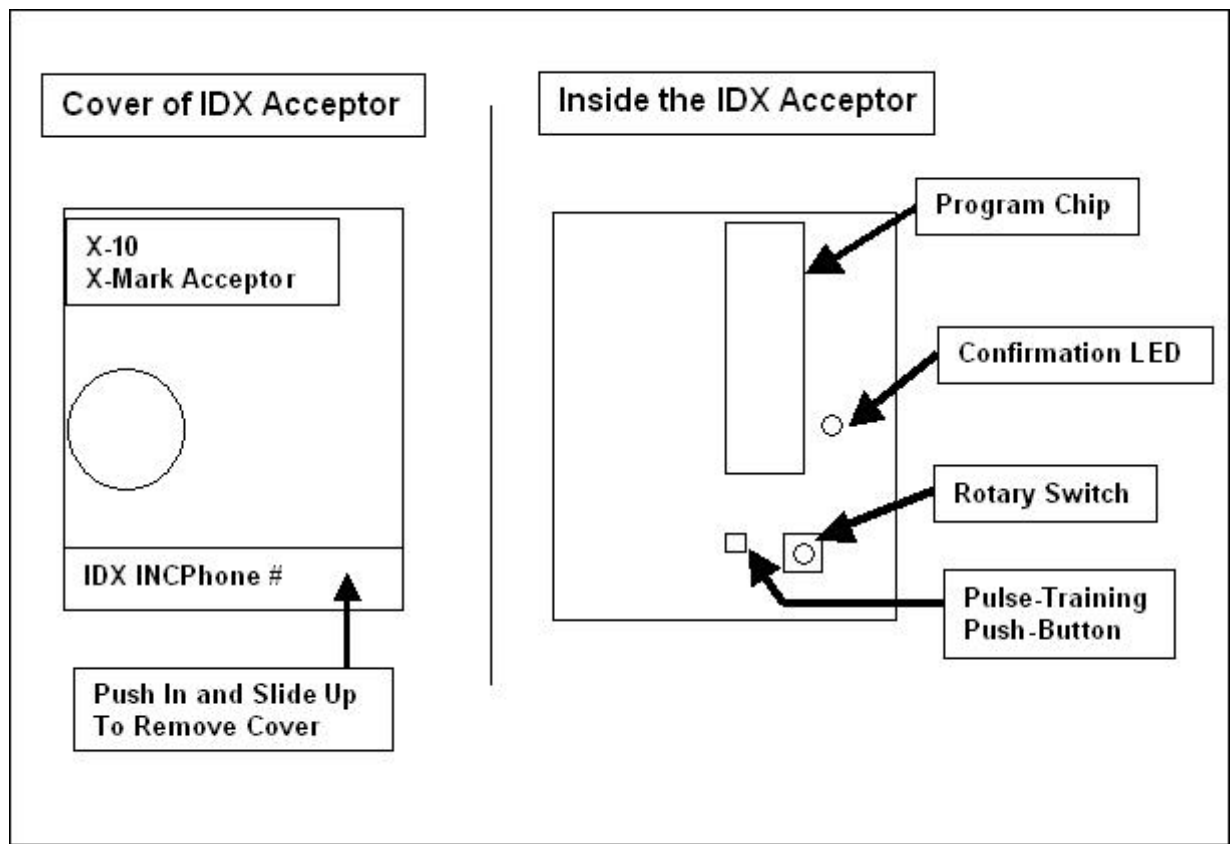 Cover of IDX Acceptor
X-10
X-Mark Acceptor
IDX INCPhone #
Push In and Slide Up
To Remove Cover
Inside the IDX Acceptor
Program Chip
Confirmation LED
Rotary Switch
Pulse-Training
Push-Button